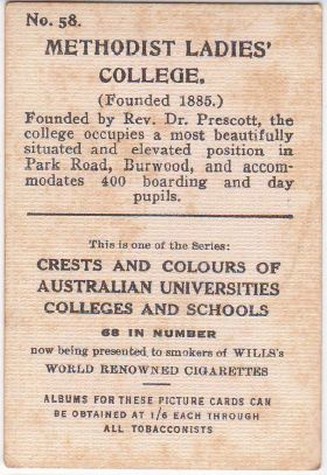 No. 58.
METHODIST LADIES'
COLLEGE.
(Founded 1885.)
Founded by Rev. Dr. Prescott, the
college occupies a most beautifully
situated and elevated position in
Park Road, Burwood, and accom-
modates 400 boarding and day
pupils.
This is one of the Series:
CRESTS AND COLOURS OF
AUSTRALIAN UNIVERSITIES
COLLEGES AND SCHOOLS
68 IN NUMBER
now being presented to smokers of WILLS's
WORLD RENOWNED CIGARETTES
ALBUMS FOR THESE PICTURE CARDS CAN
BE OBTAINED AT 1/6 EACH THROUGH
ALL TOBACCONISTS